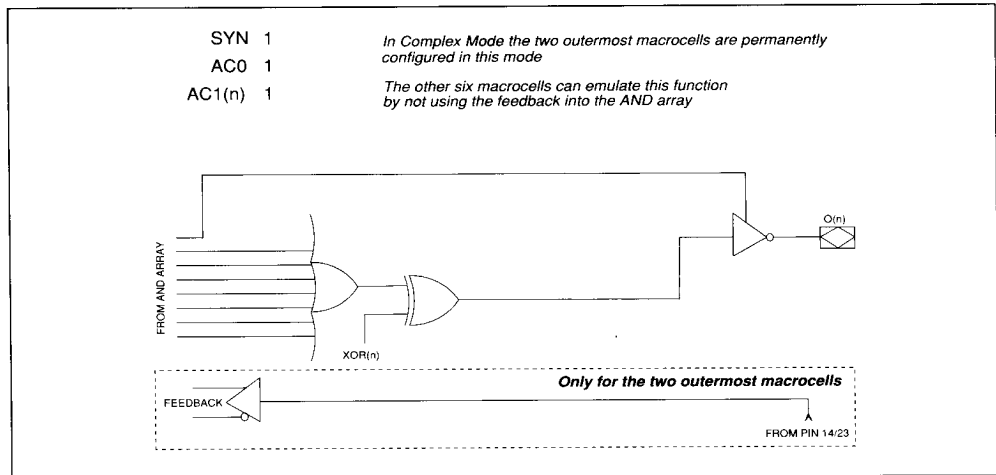 SYN 1
AC0 1
AC1(n) 1
In Complex Mode the two outermost macrocells are permanently
configured in this mode
The other six macrocells can emulate this function
by not using the feedback into the AND array
O(n)
FROM AND ARRAY
XOR(n)
Only for the two outermost macrocells
FEEDBACK
FROM PIN 14/23